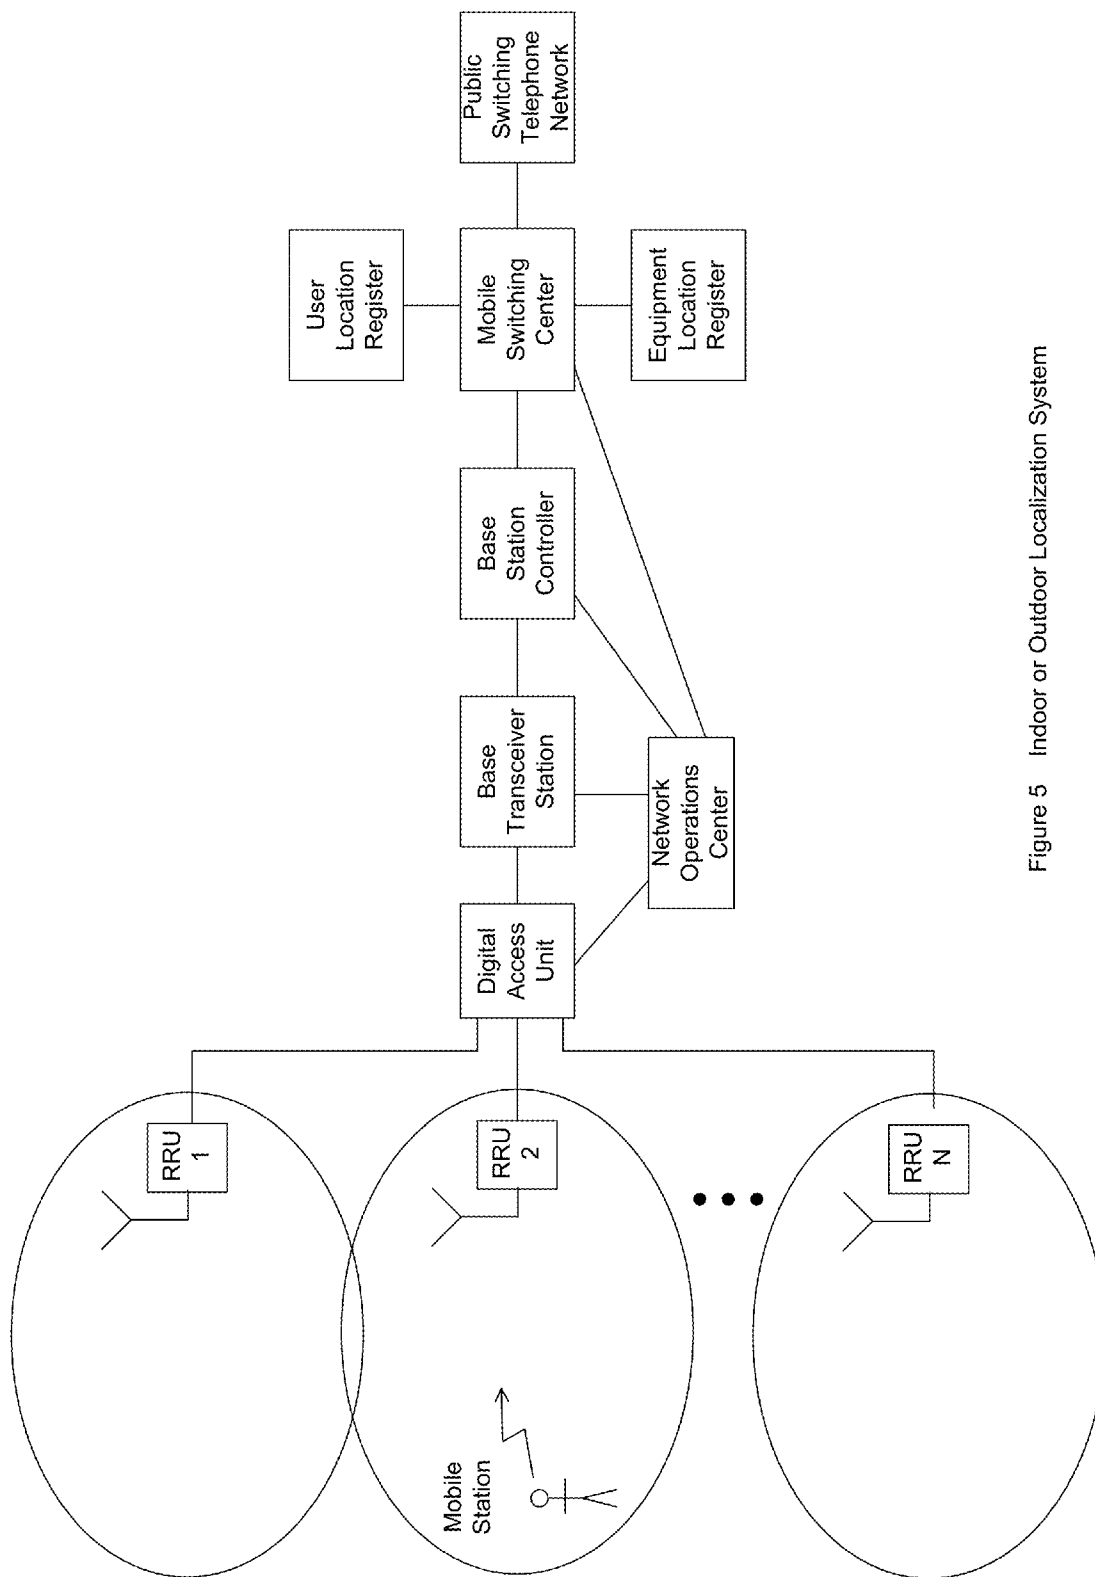 RRU
1
RRU
2
RRU
N
Mobile
Station
Digital
Access
Unit
Base
Transceiver
Station
Base
Station
Controller
Network
Operations
Center
User
Location
Register
Mobile
Switching
Center
Equipment
Location
Register
Public
Switching
Telephone
Network
Figure 5 Indoor or Outdoor Localization System